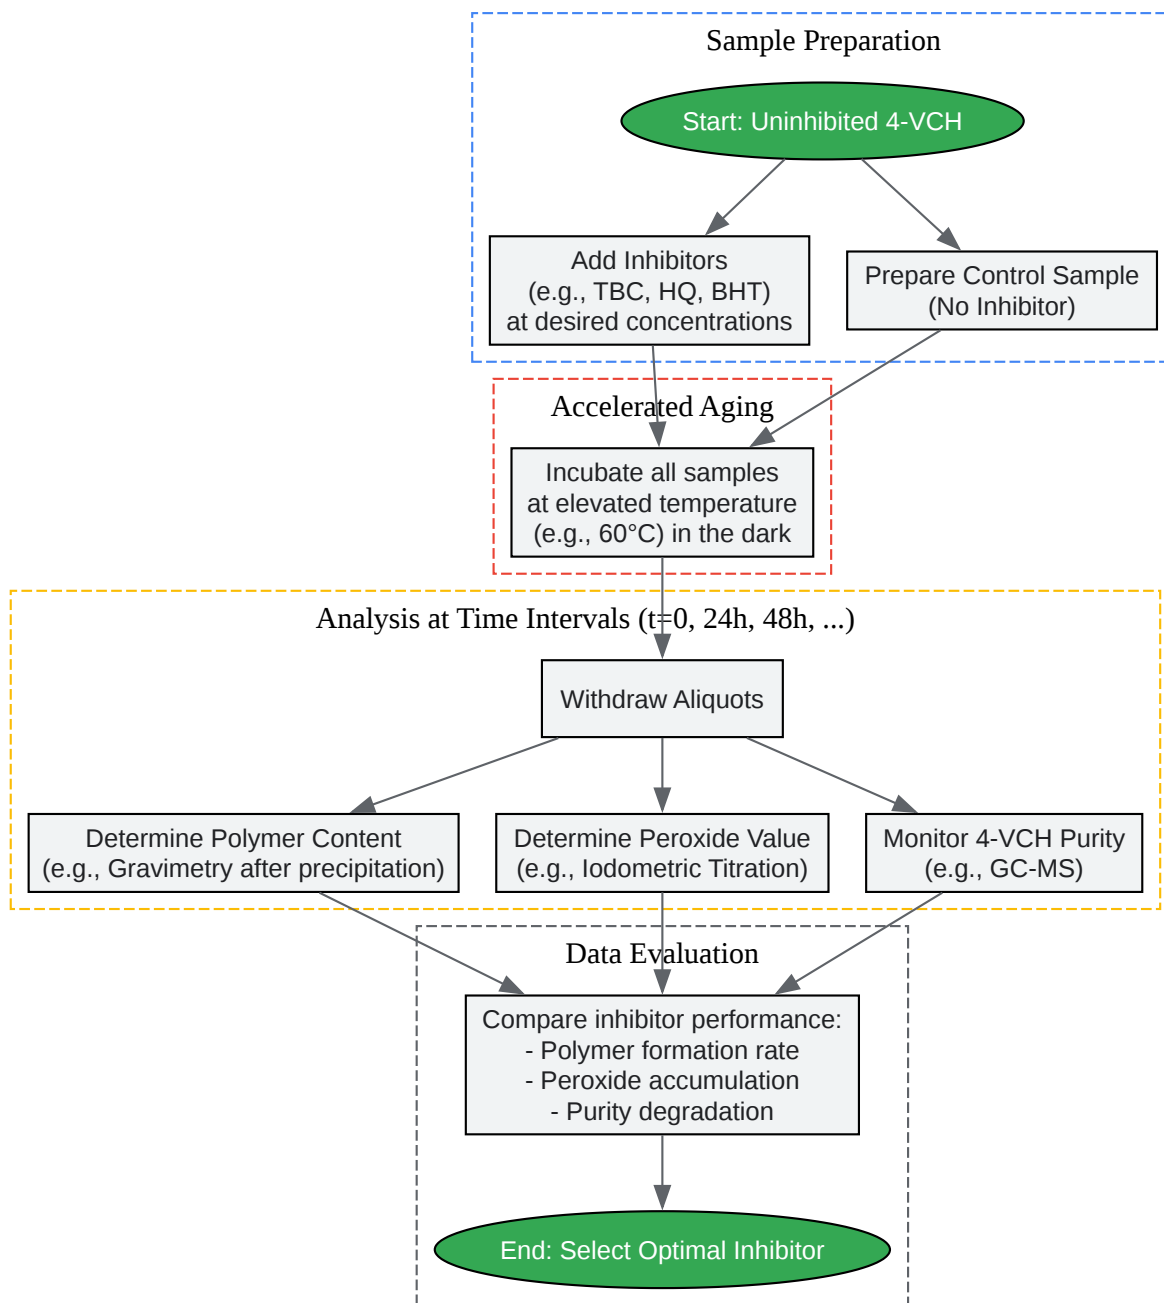 Sample Preparation
Start: Uninhibited 4-VCH
Add Inhibitors
(e.g., TBC, HQ, BHT)
at desired concentrations
Prepare Control Sample
(No Inhibitor)
Accelerated Aging
Incubate all samples
at elevated temperature
(e.g., 60°C) in the dark
Analysis at Time Intervals (t=0, 24h, 48h, ...)
Withdraw Aliquots
Determine Polymer Content
(e.g., Gravimetry after precipitation)
Determine Peroxide Value
(e.g., Iodometric Titration)
Monitor 4-VCH Purity
(e.g., GC-MS)
Data Evaluation
Compare inhibitor performance:
- Polymer formation rate
- Peroxide accumulation
- Purity degradation
End: Select Optimal Inhibitor